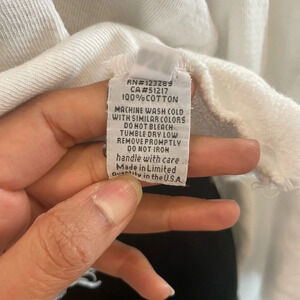 RN#123289
CA#51217
100%COTTON
MACHINE WASH COLD
WITH SIMILAR COLORS
DO NOT BLEACH
TUMBLE DRY LOW
REMOVE PROMPTLY
DO NOT IRON
handle with care
Made in Limited
Quantity in the U.S.A.